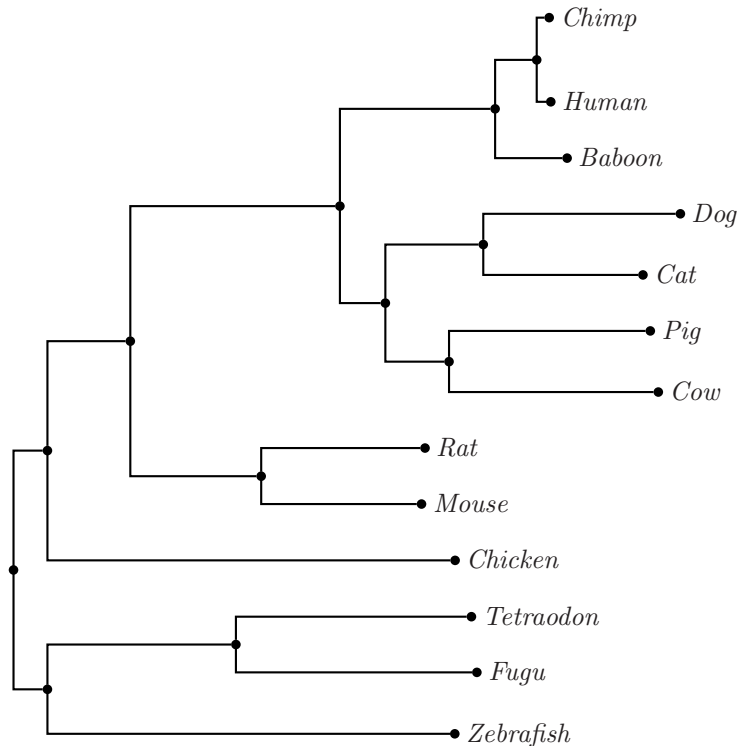 Chimp
Human
Baboon
Dog
Cat
Pig
Cow
Rat
Mouse
Chicken
Tetraodon
Fugu
Zebrafish